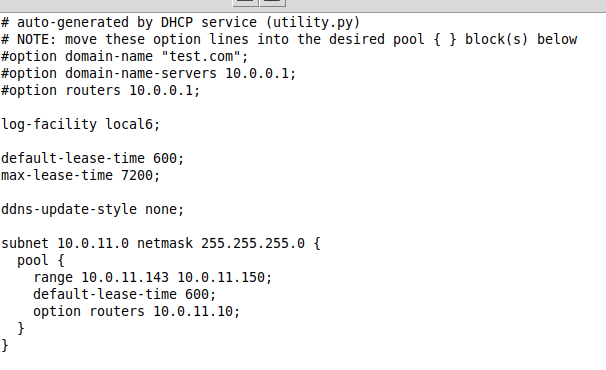 # auto-generated by DHCP service (utility.py)
# NOTE: move these option lines into the desired pool { } block(s) below
#option domain-name "test.com";
#option domain-name-servers 10.0.0.1;
#option routers 10.0.0.1;

log-facility local6;

default-lease-time 600;
max-lease-time 7200;

ddns-update-style none;

subnet 10.0.11.0 netmask 255.255.255.0 {
  pool {
    range 10.0.11.143 10.0.11.150;
    default-lease-time 600;
    option routers 10.0.11.10;
  }
}